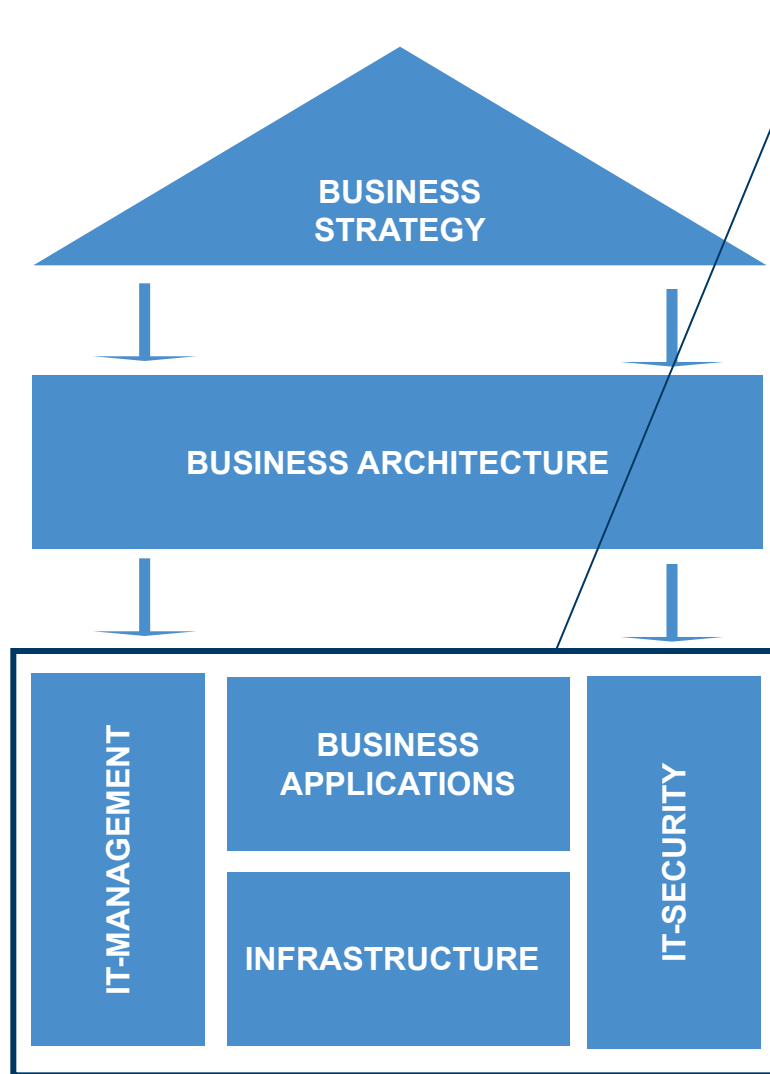 BUSINESS
STRATEGY
BUSINESS ARCHITECTURE
IT-MANAGEMENT
BUSINESS
APPLICATIONS
INFRASTRUCTURE
IT-SECURITY